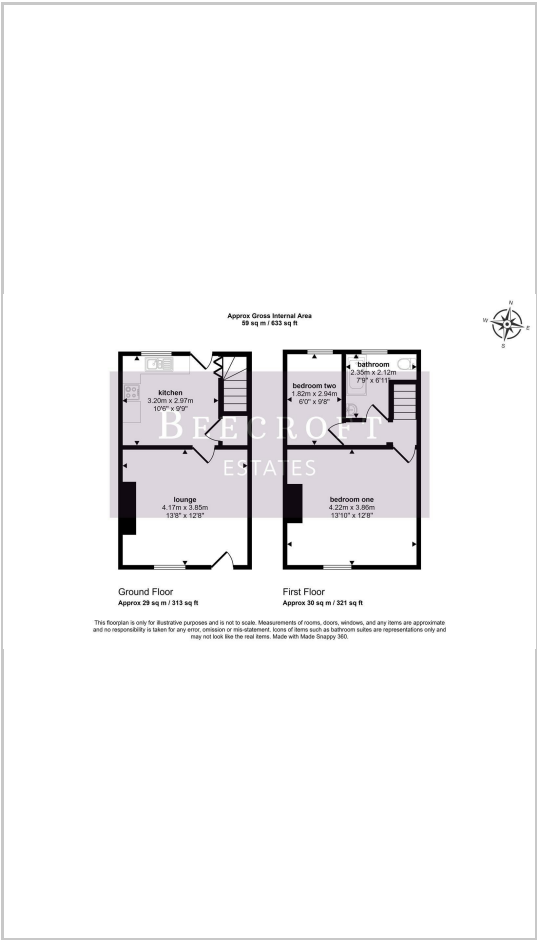 Approx Gross Internal Area
59 sq m / 633 sq ft
N
W
E
S
kitchen
3.20m x 2.97m
10'6" x 9'9"
bedroom two
1.82m x 2.94m
6'0" x 9'8"
bathroom
2.35m x 2.12m
7'9" x 6'11"
BEECROFT
ESTATES
lounge
4.17m x 3.85m
13'8" x 12'8"
bedroom one
4.22m x 3.86m
13'10" x 12'8"
Ground Floor
Approx 29 sq m / 313 sq ft
First Floor
Approx 30 sq m / 321 sq ft
This floorplan is only for illustrative purposes and is not to scale. Measurements of rooms, doors, windows, and any items are approximate
and no responsibility is taken for any error, omission or mis-statement. Icons of items such as bathroom suites are representations only and
may not look like the real items. Made with Made Snappy 360.